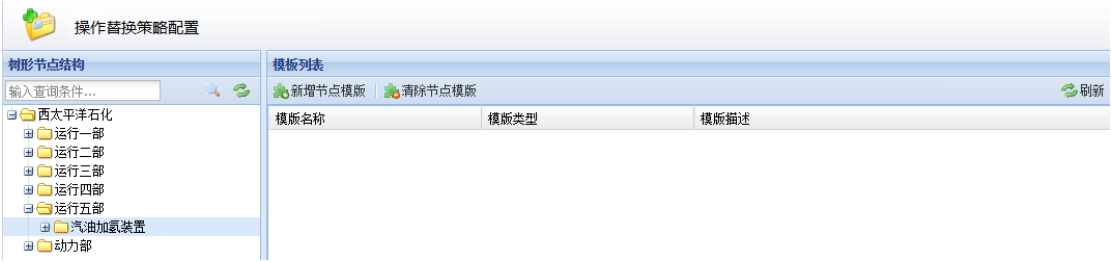 操作替换策略配置
树形节点结构
模板列表
输入查询条件...
新增节点模版
清除节点模版
刷新
模版名称
模版类型
模版描述
西太平洋石化
运行一部
运行二部
运行三部
运行四部
运行五部
汽油加氢装置
动力部